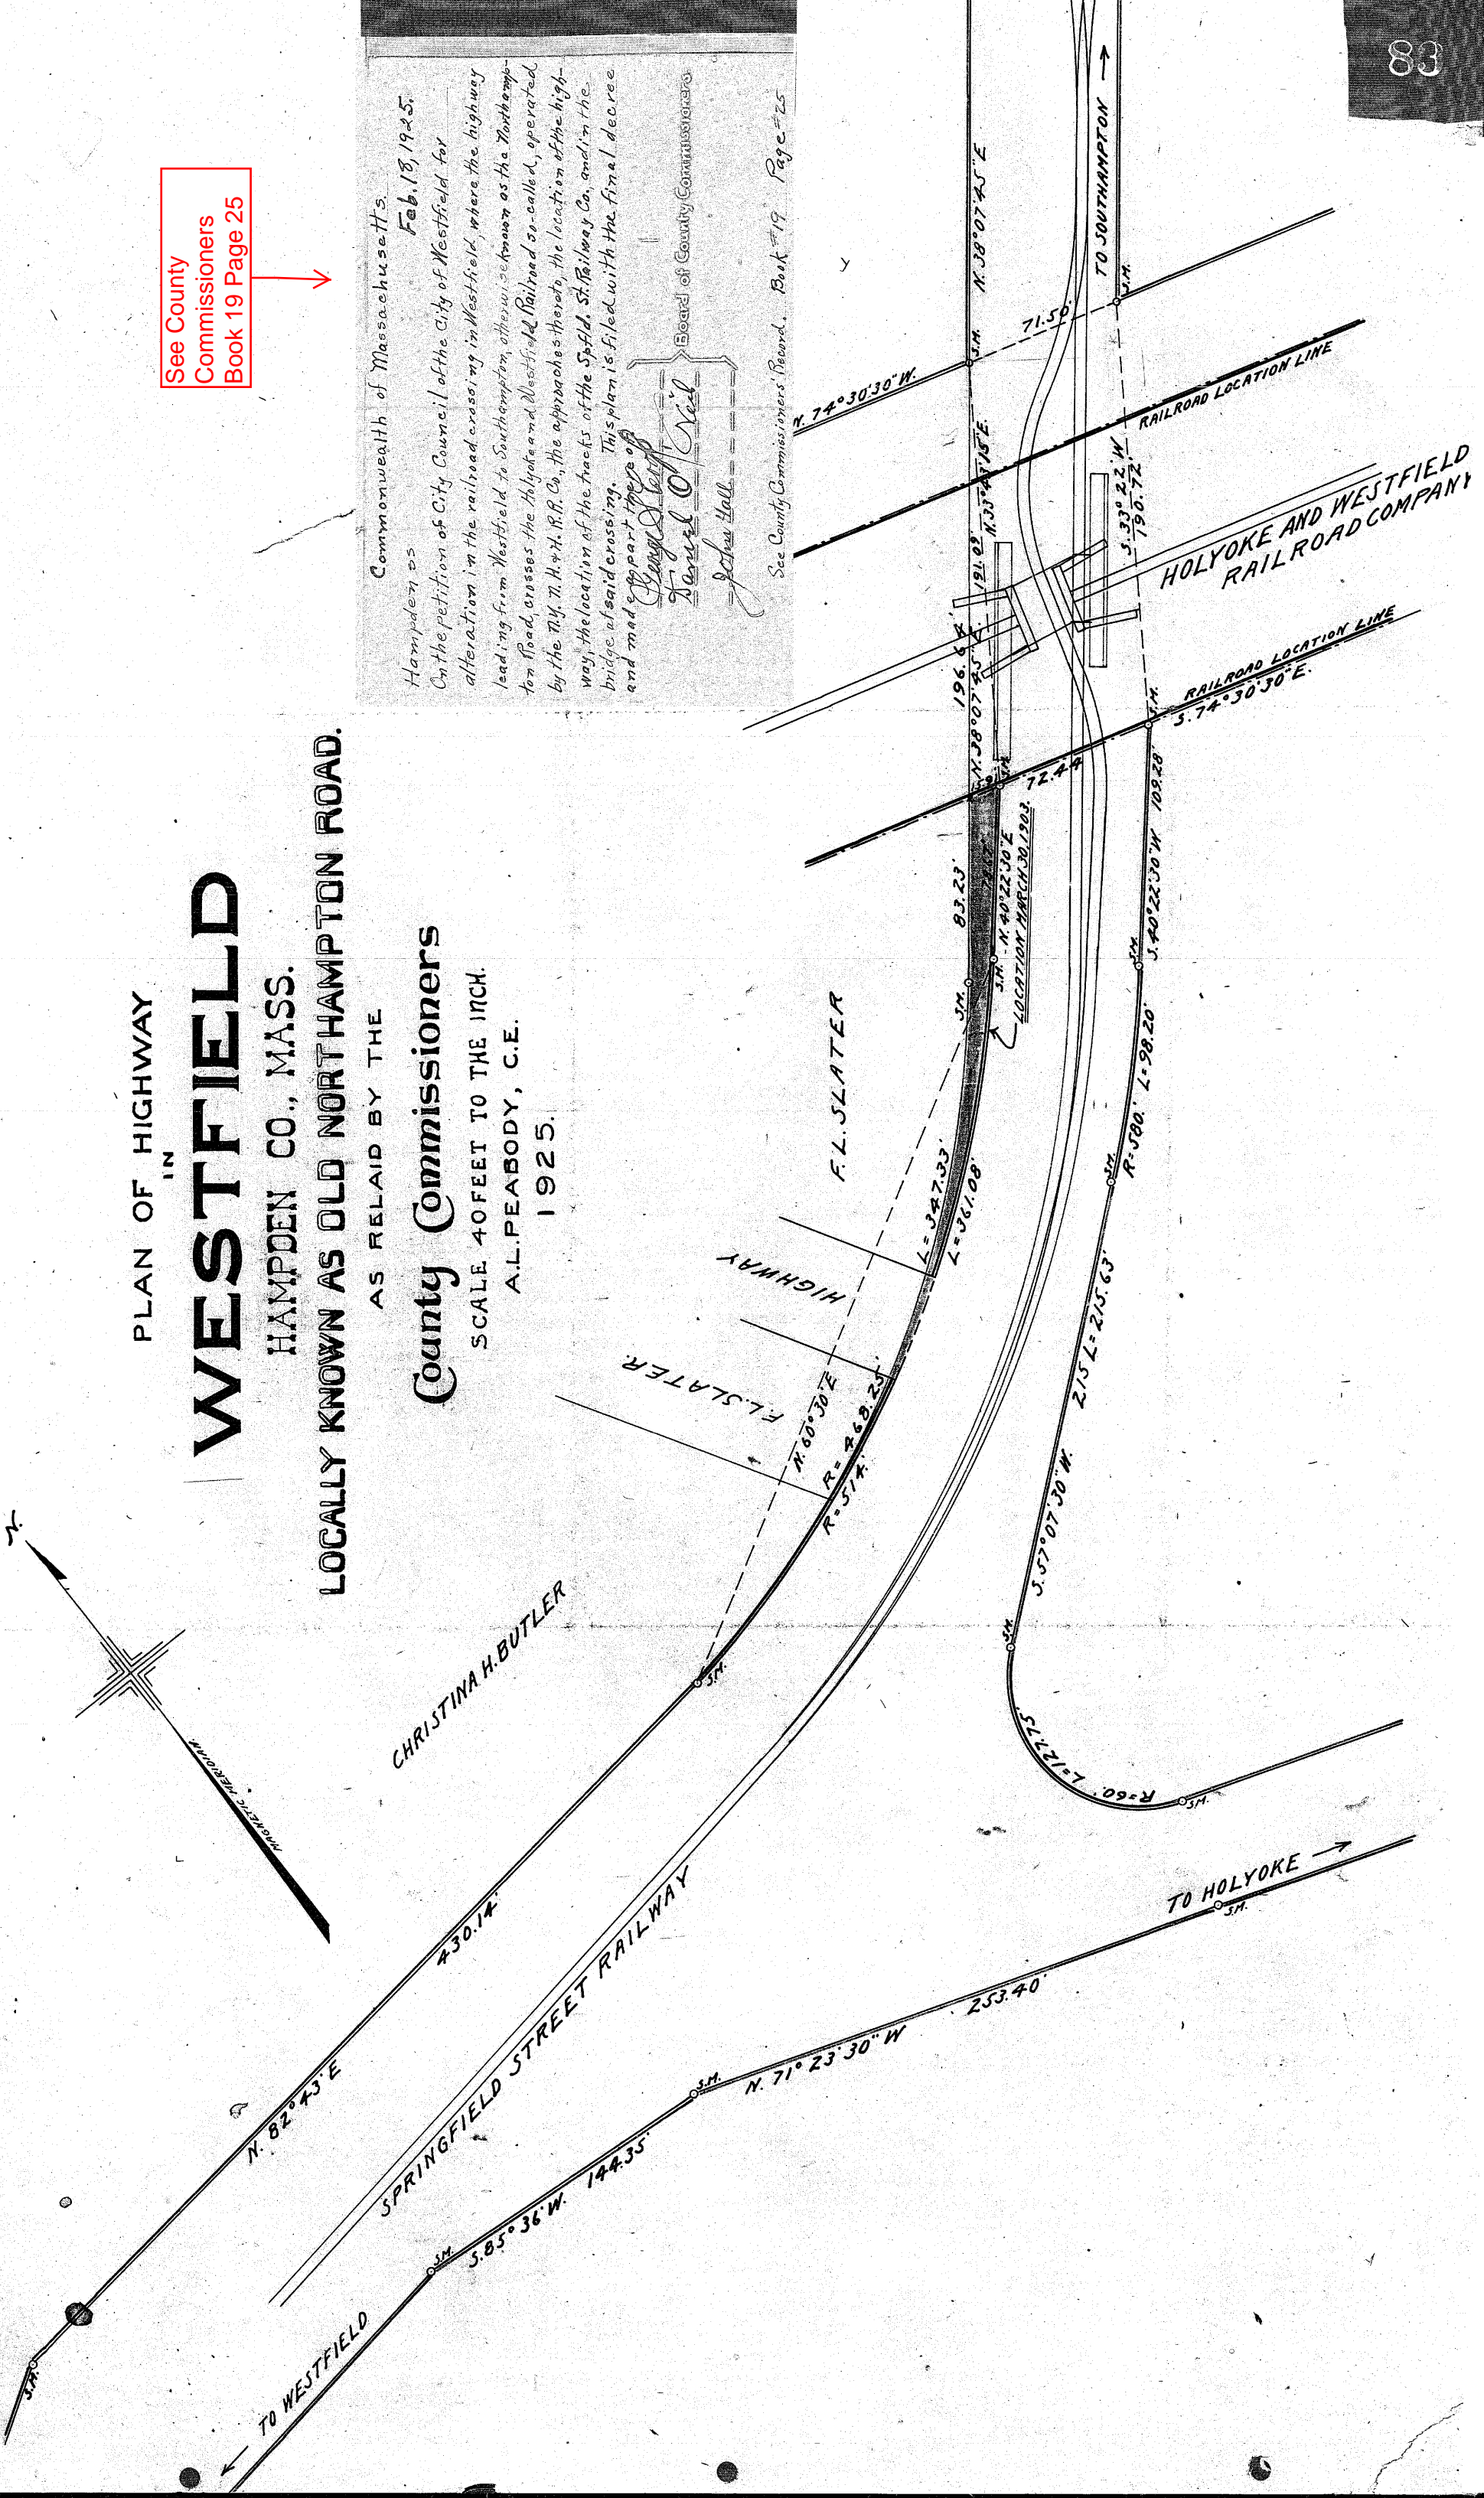 83
See County
Commissioners
Book 19 Page 25
Commonwealth of Massachusetts.
Hampden ss Feb. 18, 1925.
On the petition of City Council of the City of Westfield for
alteration in the railroad crossing in Westfield, where the highway
leading from Westfield to Southampton, otherwise known as the Northamp-
ton Road, crosses the Holyoke and Westfield Railroad so-called, operated
by the N.Y. N.H. & H. R.R. Co., the approaches thereto, the location of the high-
way, the location of the tracks of the Spfld. St. Railway Co., and in the
bridge at said crossing. This plan is filed with the final decree
and made a part thereof.
Board of County Commissioners
John Hall
See County Commissioners' Record. Book #19 Page #25
PLAN OF HIGHWAY
IN
WESTFIELD
HAMPDEN CO., MASS.
LOCALLY KNOWN AS OLD NORTHAMPTON ROAD.
AS RELAID BY THE
County Commissioners
SCALE 40 FEET TO THE INCH.
A.L. PEABODY, C.E.
1925.
N.
MAGNETIC MERIDIAN
CHRISTINA H. BUTLER
F.L. SLATER
HIGHWAY
F.L. SLATER
N. 60° 30' E
R= 468.25'
R= 514.'
L= 347.33'
L= 361.08'
S.M.
83.23'
S.M.
S.M.
N. 40° 22' 30" E
LOCATION MARCH 30, 1903.
72.44
S.M.
196.64'
N. 38° 07' 45" E.
191.09
N. 33° 43' 15" E.
N. 74° 30' 30" W.
S.M.
N. 38° 07' 45" E
71.50'
TO SOUTHAMPTON
S.M.
RAILROAD LOCATION LINE
S. 33° 22' W
190.72'
HOLYOKE AND WESTFIELD
RAILROAD COMPANY
RAILROAD LOCATION LINE
S. 74° 30' 30" E.
S.M.
109.28'
S. 40° 22' 30" W
S.M.
R= 580.' L= 98.20'
S.M.
215 L= 215.63'
S. 57° 07' 30" W.
S.M.
L= 127.75'
R= 60.'
S.M.
TO HOLYOKE
S.M.
253.40'
N. 71° 23' 30" W
S.M.
144.35'
S. 85° 36' W.
S.M.
SPRINGFIELD STREET RAILWAY
S.M.
430.14'
N. 82° 43' E
S.M.
TO WESTFIELD